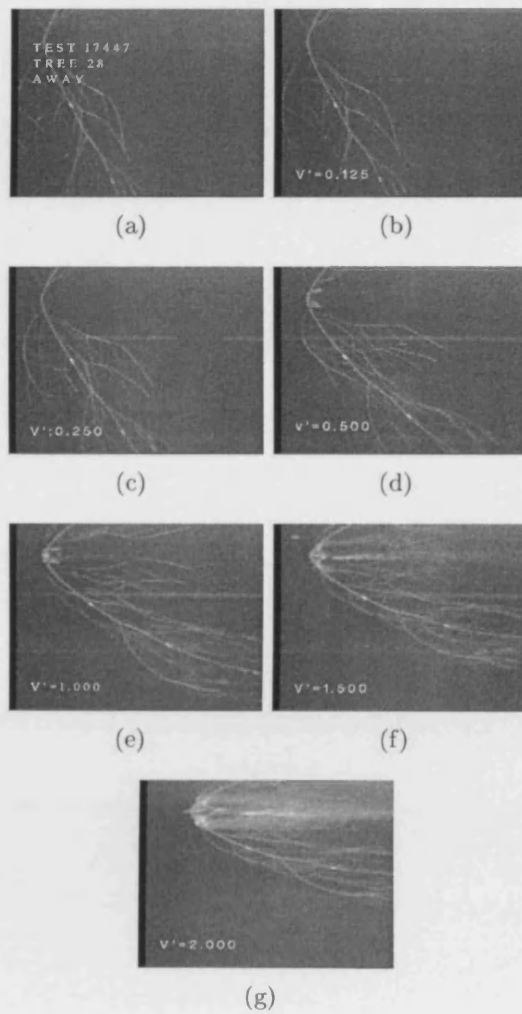 TEST 17447
TREE 28
AWAY
V'=0.125
(a)
(b)
V':0.250
V'=0.500
(c)
(d)
V'=1.000
V'=1.500
(e)
(f)
V'=2.000
(g)